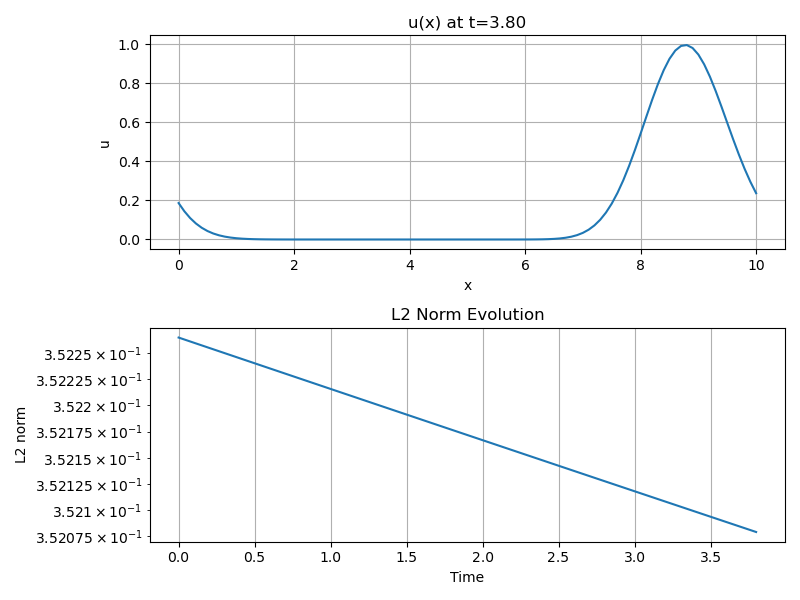 u(x) at t=3.80
1.0
0.8
0.6
0.4
0.2
0.0
u
0 2 4 6 8 10
x
L2 Norm Evolution
3.5225 × 10⁻¹
3.52225 × 10⁻¹
3.522 × 10⁻¹
3.52175 × 10⁻¹
3.5215 × 10⁻¹
3.52125 × 10⁻¹
3.521 × 10⁻¹
3.52075 × 10⁻¹
L2 norm
0.0 0.5 1.0 1.5 2.0 2.5 3.0 3.5
Time